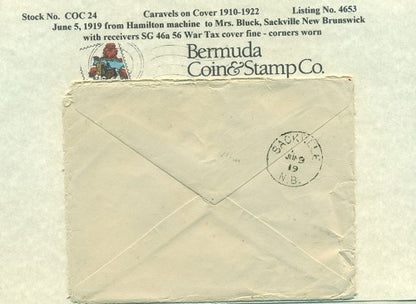 Stock No. COC 24 Caravels on Cover 1910-1922 Listing No. 4653
June 5, 1919 from Hamilton machine to Mrs. Bluck, Sackville New Brunswick
with receivers SG 46a 56 War Tax cover fine - corners worn
Bermuda
Coin&Stamp Co.
SACKVILLE
JU 9
19
N.B.